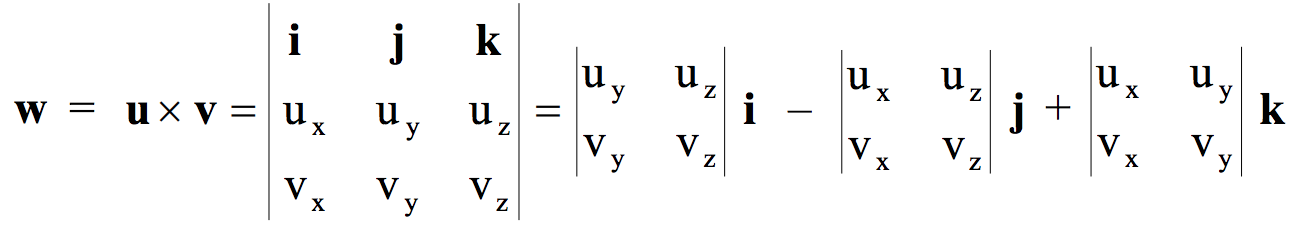 w = u × v = | i j k | = | u_y u_z | i − | u_x u_z | j + | u_x u_y | k
| u_x u_y u_z | | v_y v_z | | v_x v_z | | v_x v_y |
| v_x v_y v_z |